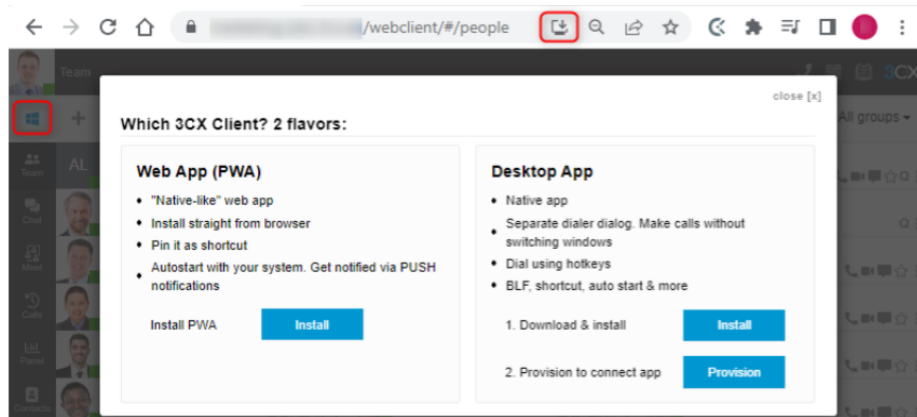 /webclient/#/people
Team
3CX
close [x]
Which 3CX Client? 2 flavors:
All groups
Web App (PWA)
"Native-like" web app
Install straight from browser
Pin it as shortcut
Autostart with your system. Get notified via PUSH
notifications
Install PWA
Install
Desktop App
Native app
Separate dialer dialog. Make calls without
switching windows
Dial using hotkeys
BLF, shortcut, auto start & more
1. Download & install
Install
2. Provision to connect app
Provision
Team
AL
Chat
Meet
Calls
Panel
Contacts